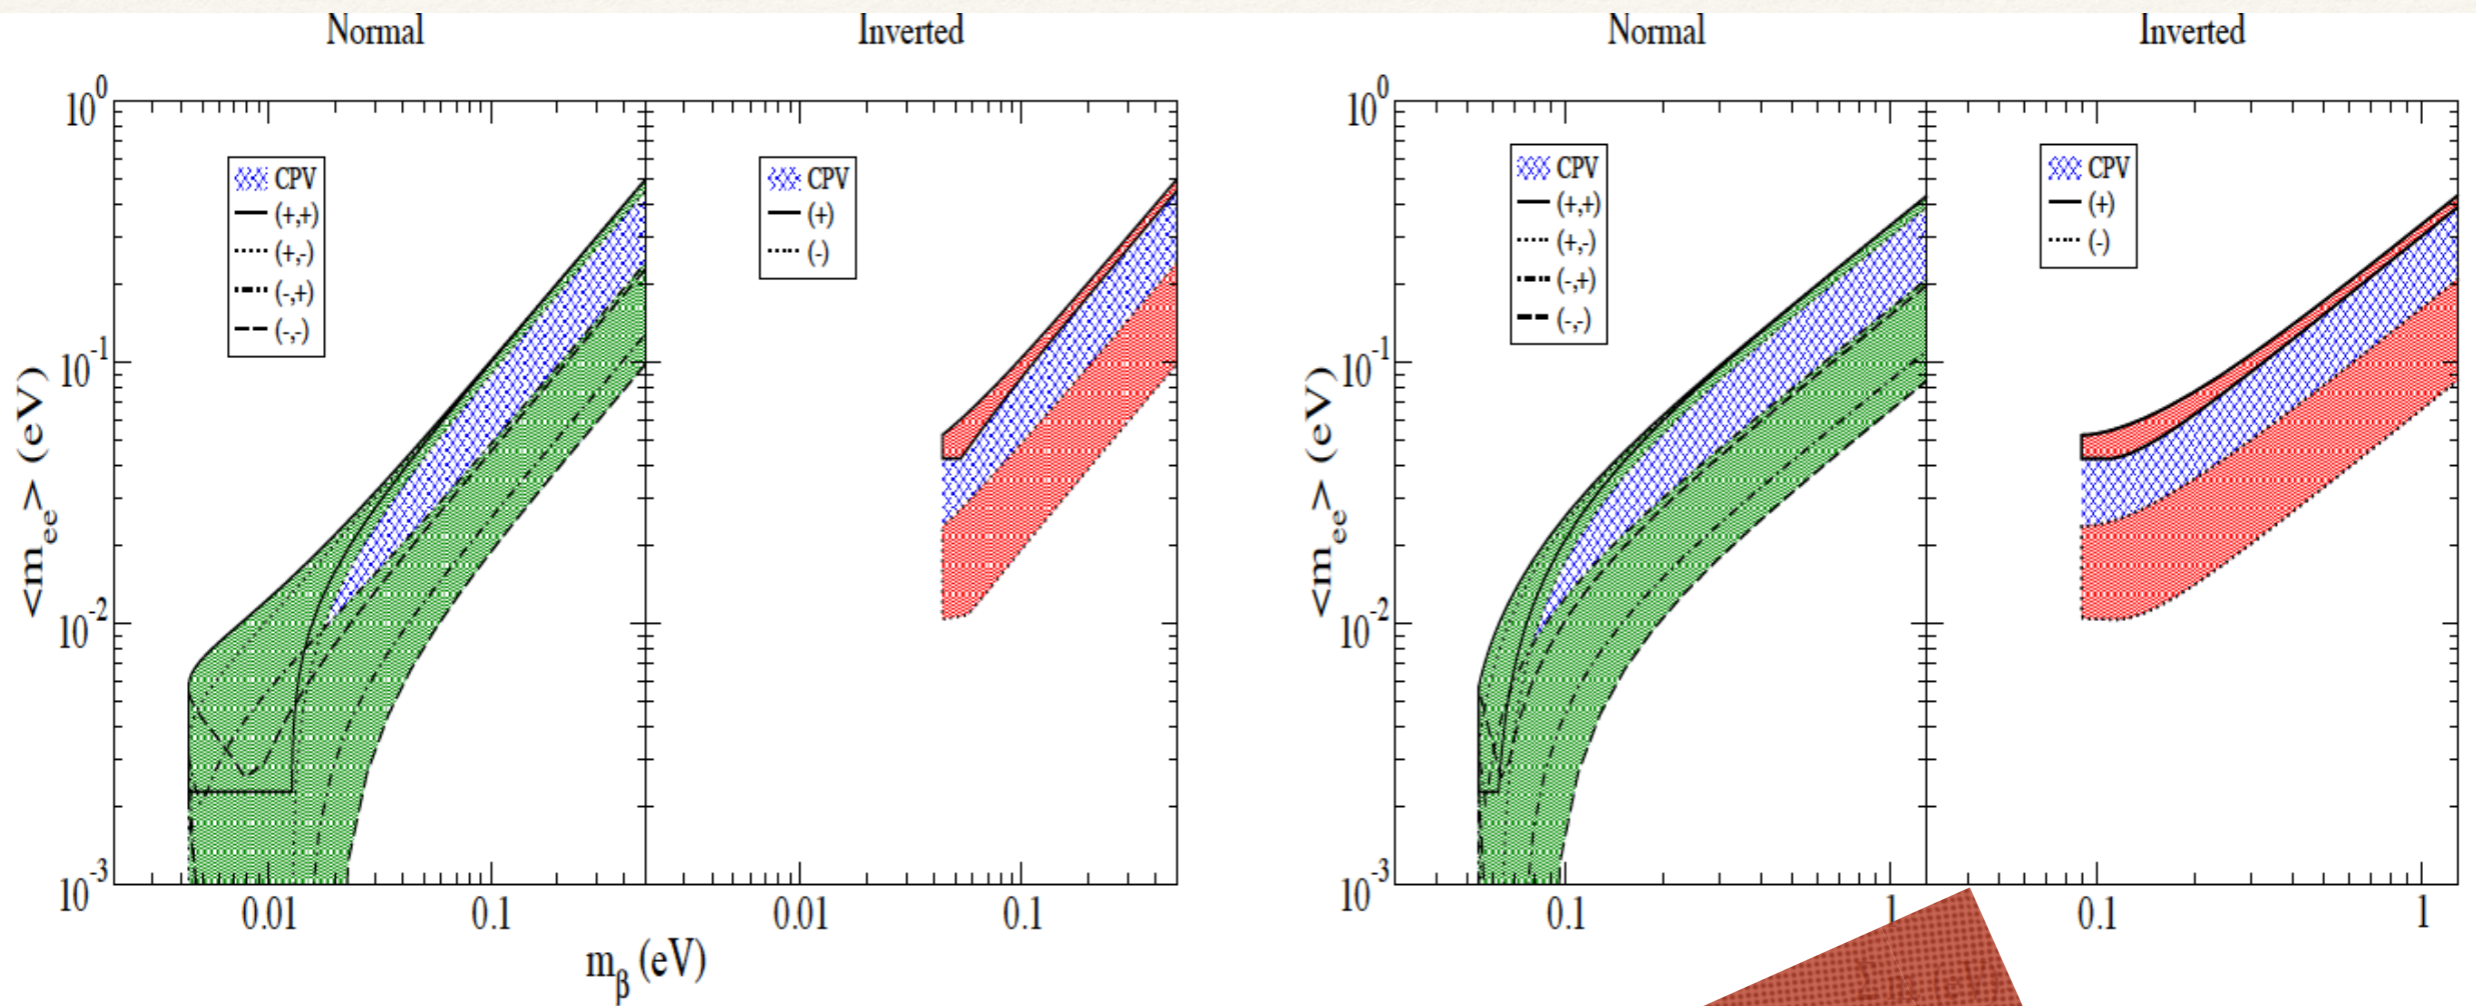 Normal
Inverted
10^0
10^-1
10^-2
10^-3
<m_ee> (eV)
CPV
(+,+)
(+,-)
(-,+)
(-,-)
CPV
(+)
(-)
0.01
0.1
0.01
0.1
m_β (eV)
Normal
Inverted
10^0
10^-1
10^-2
10^-3
<m_ee> (eV)
CPV
(+,+)
(+,-)
(-,+)
(-,-)
CPV
(+)
(-)
0.1
1
0.1
1
(eV)